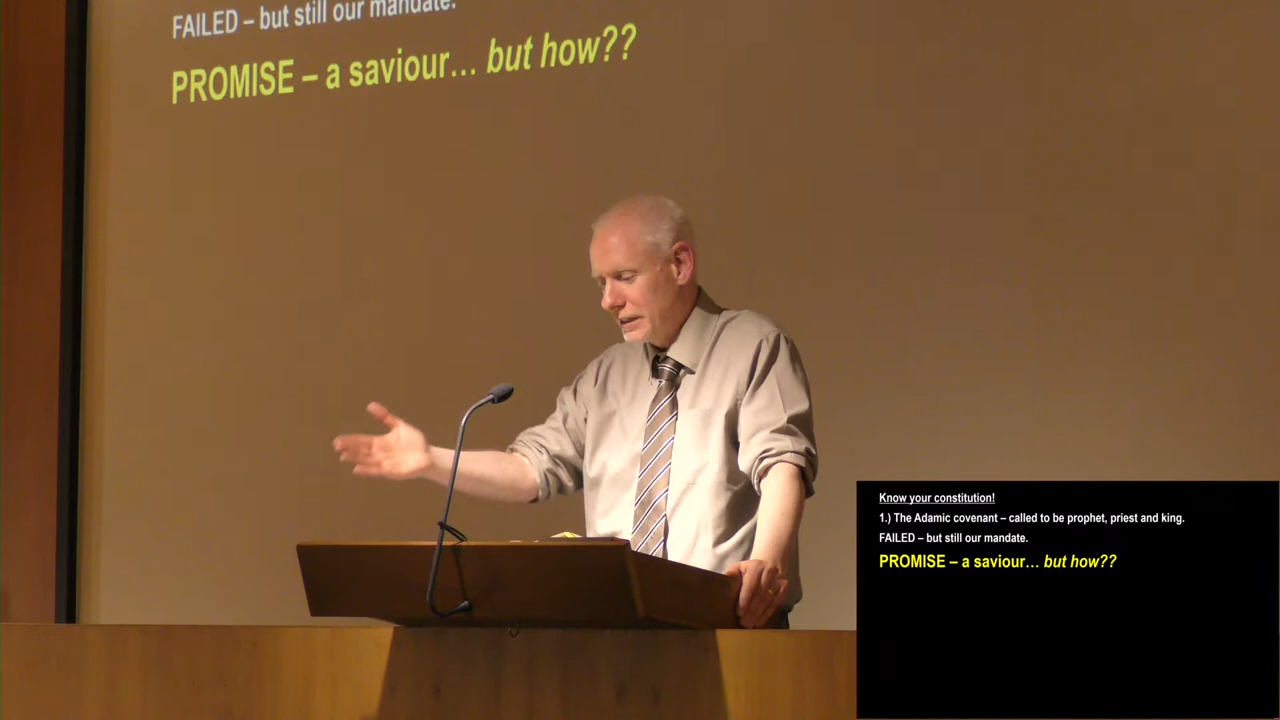 FAILED – but still our mandate.
PROMISE – a saviour... but how??
Know your constitution!
1.) The Adamic covenant – called to be prophet, priest and king.
FAILED – but still our mandate.
PROMISE – a saviour... but how??